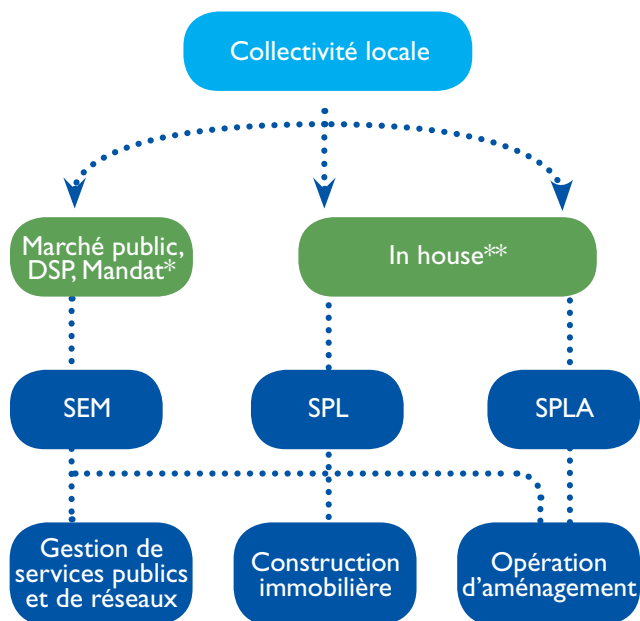 Collectivité locale
Marché public,
DSP, Mandat*
In house**
SEM
SPL
SPLA
Gestion de
services publics
et de réseaux
Construction
immobilière
Opération
d'aménagement